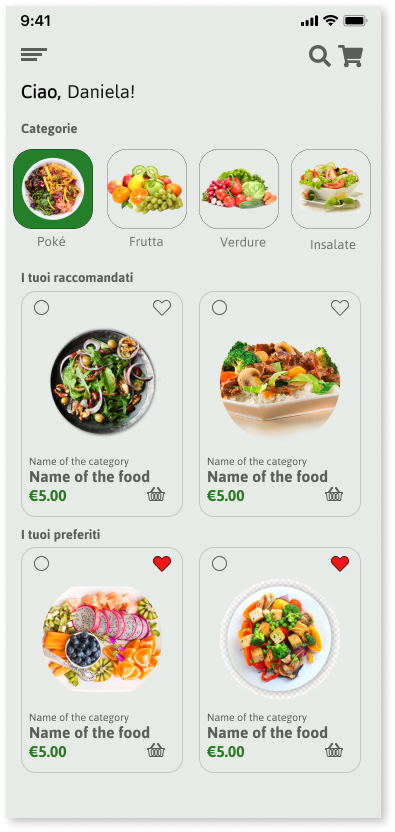 9:41
Ciao, Daniela!
Categorie
Poké Frutta Verdure Insalate
I tuoi raccomandati
Name of the category Name of the category
Name of the food Name of the food
€5.00 €5.00
I tuoi preferiti
Name of the category Name of the category
Name of the food Name of the food
€5.00 €5.00